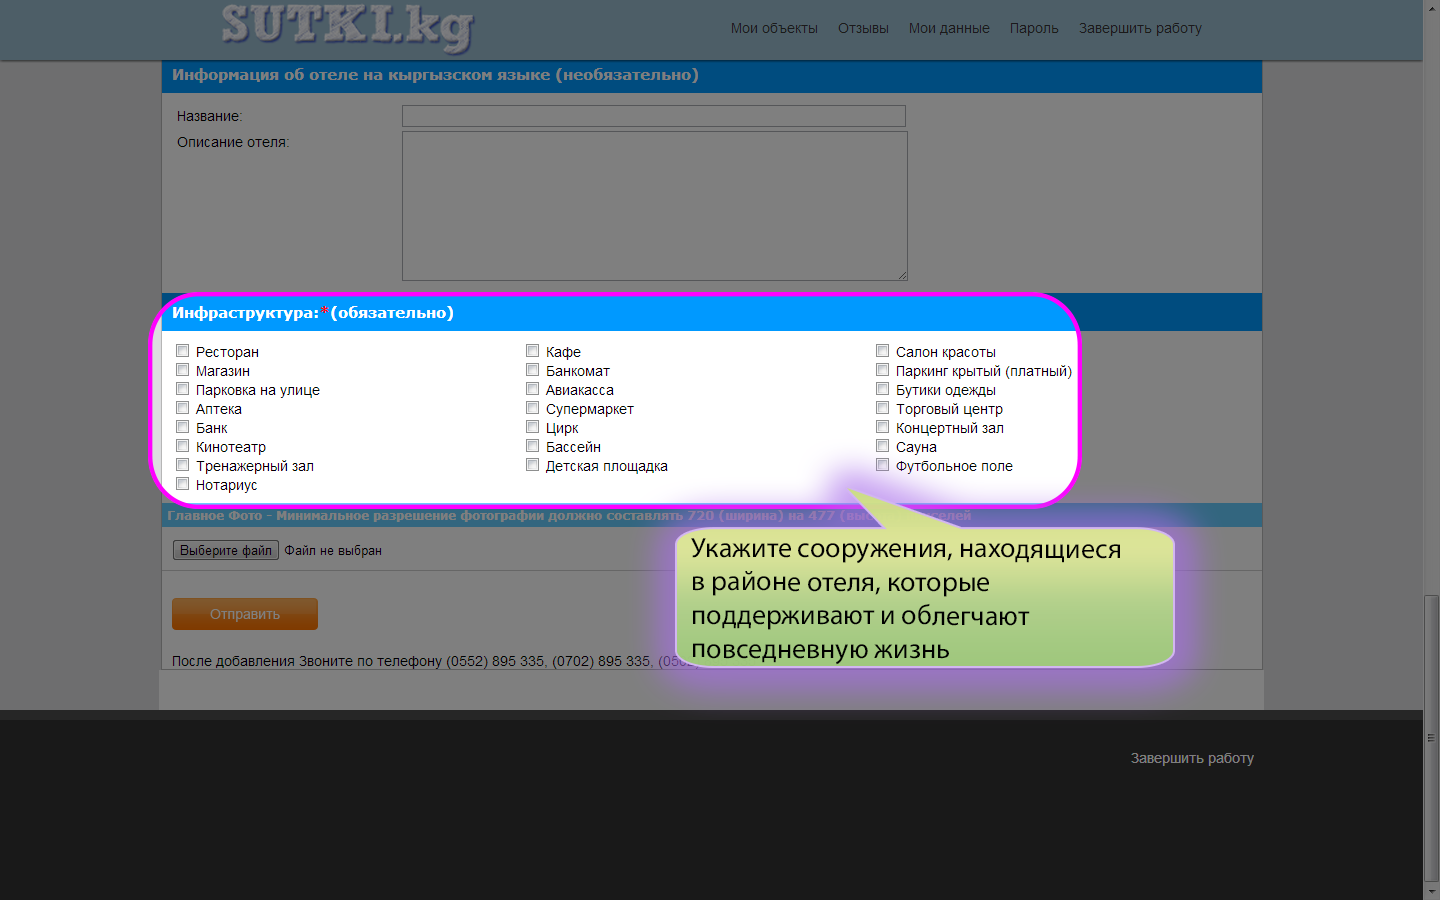 SUTKI.kg
Мои объекты Отзывы Мои данные Пароль Завершить работу
Информация об отеле на кыргызском языке (необязательно)
Название:
Описание отеля:
Инфраструктура:*(обязательно)
Ресторан Кафе Салон красоты
Магазин Банкомат Паркинг крытый (платный)
Парковка на улице Авиакасса Бутики одежды
Аптека Супермаркет Торговый центр
Банк Цирк Концертный зал
Кинотеатр Бассейн Сауна
Тренажерный зал Детская площадка Футбольное поле
Нотариус
Главное Фото - Минимальное разрешение фотографии должно составлять 720 (ширина) на 477
Выберите файл Файл не выбран
Укажите сооружения, находящиеся
в районе отеля, которые
поддерживают и облегчают
повседневную жизнь
Отправить
После добавления Звоните по телефону (0552) 895 335, (0702) 895 335,
Завершить работу